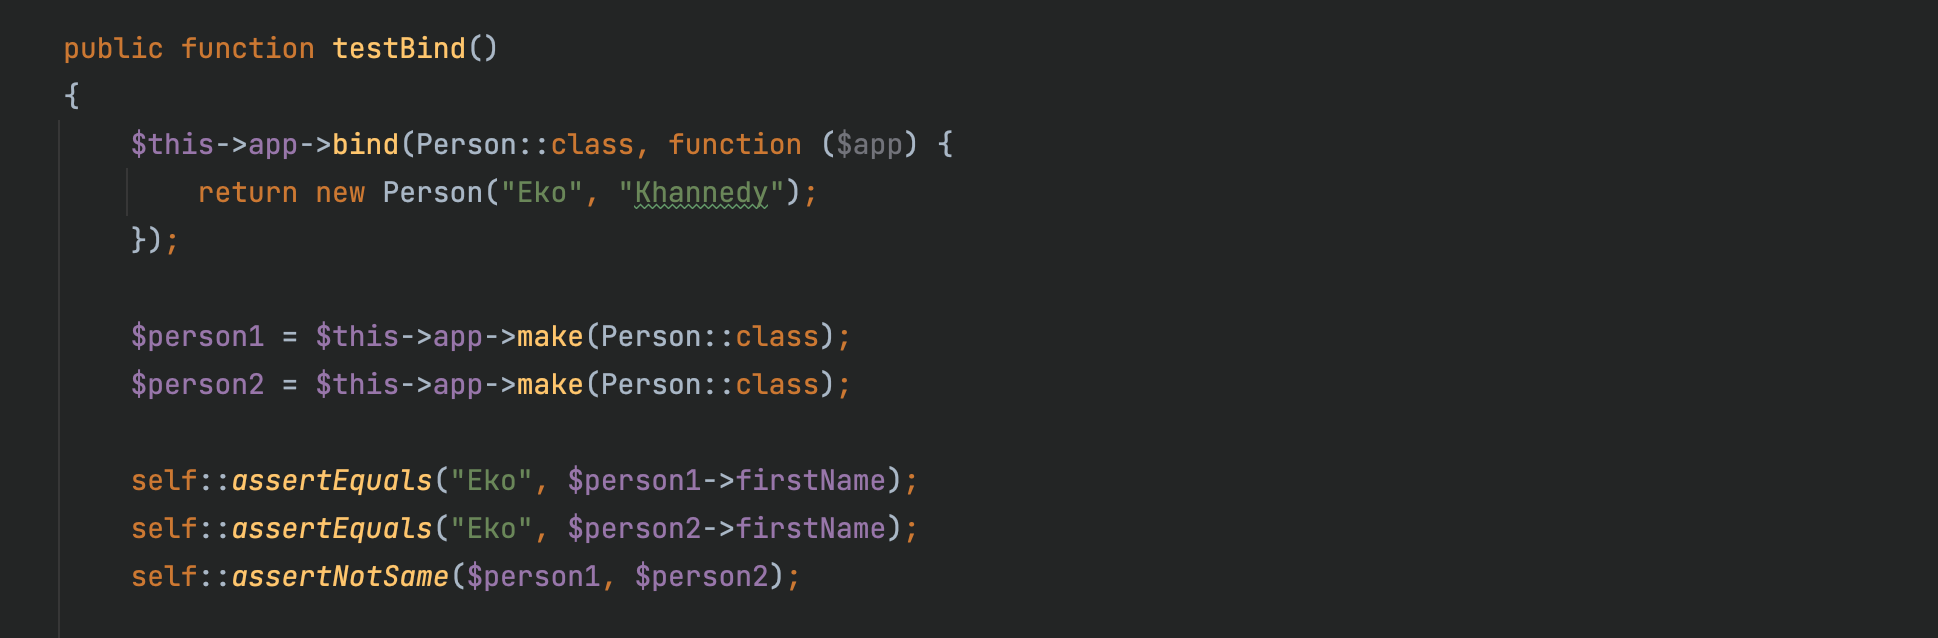 public function testBind()
{
    $this->app->bind(Person::class, function ($app) {
        return new Person("Eko", "Khannedy");
    });

    $person1 = $this->app->make(Person::class);
    $person2 = $this->app->make(Person::class);

    self::assertEquals("Eko", $person1->firstName);
    self::assertEquals("Eko", $person2->firstName);
    self::assertNotSame($person1, $person2);